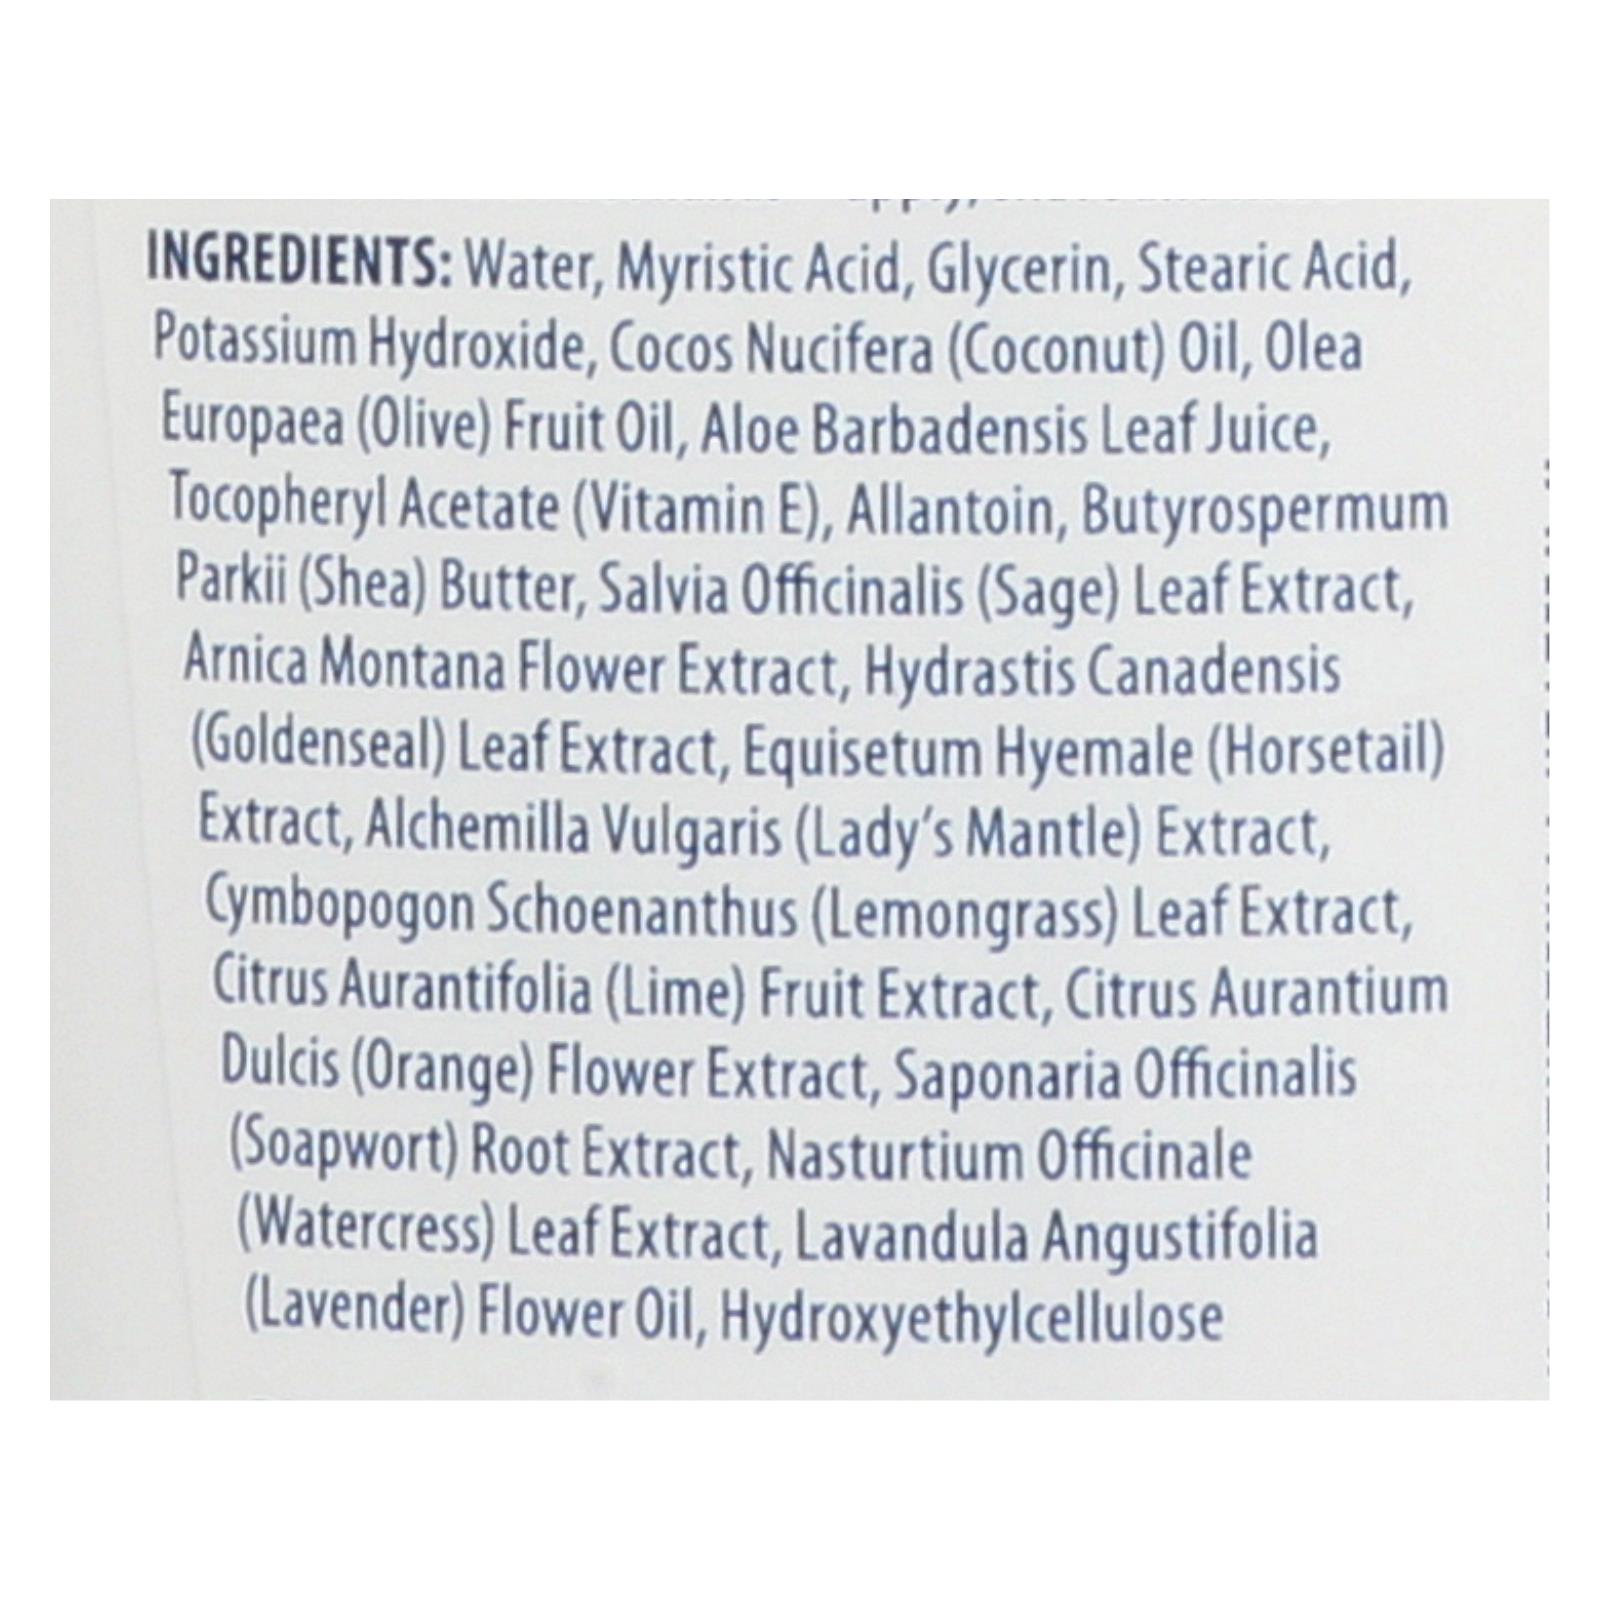 INGREDIENTS: Water, Myristic Acid, Glycerin, Stearic Acid,
Potassium Hydroxide, Cocos Nucifera (Coconut) Oil, Olea
Europaea (Olive) Fruit Oil, Aloe Barbadensis Leaf Juice,
Tocopheryl Acetate (Vitamin E), Allantoin, Butyrospermum
Parkii (Shea) Butter, Salvia Officinalis (Sage) Leaf Extract,
Arnica Montana Flower Extract, Hydrastis Canadensis
(Goldenseal) Leaf Extract, Equisetum Hyemale (Horsetail)
Extract, Alchemilla Vulgaris (Lady’s Mantle) Extract,
Cymbopogon Schoenanthus (Lemongrass) Leaf Extract,
Citrus Aurantifolia (Lime) Fruit Extract, Citrus Aurantium
Dulcis (Orange) Flower Extract, Saponaria Officinalis
(Soapwort) Root Extract, Nasturtium Officinale
(Watercress) Leaf Extract, Lavandula Angustifolia
(Lavender) Flower Oil, Hydroxyethylcellulose